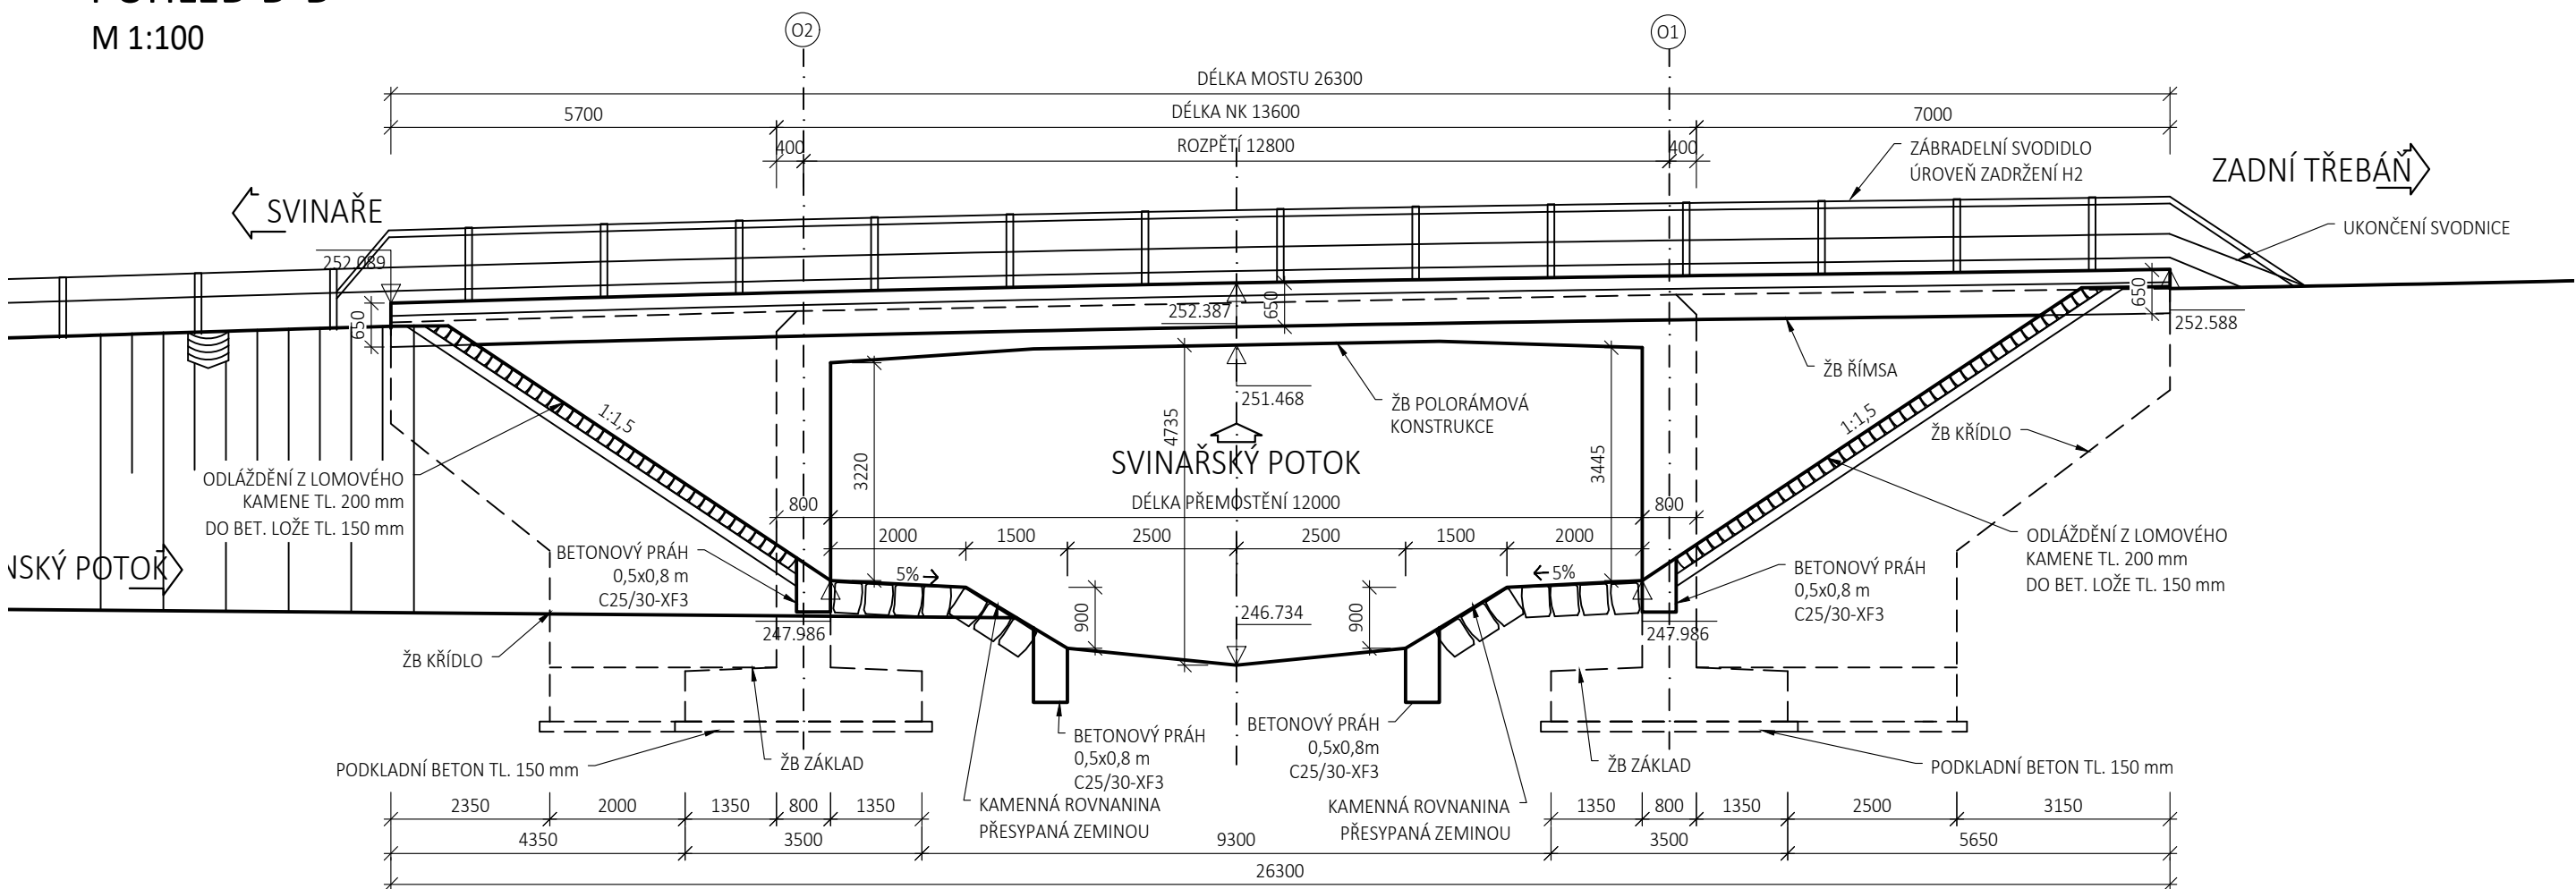 M 1:100
O2
O1
DÉLKA MOSTU 26300
5700
DÉLKA NK 13600
7000
400
ROZPĚTÍ 12800
400
ZÁBRADELNÍ SVODIDLO
ÚROVEŇ ZADRŽENÍ H2
ZADNÍ TŘEBÁŇ
SVINAŘE
UKONČENÍ SVODNICE
252.089
650
252.387
650
650
252.588
ŽB ŘÍMSA
251.468
ŽB POLORÁMOVÁ
KONSTRUKCE
1:1,5
1:1,5
4735
3220
3445
SVINAŘSKÝ POTOK
ŽB KŘÍDLO
ODLÁŽDĚNÍ Z LOMOVÉHO
KAMENE TL. 200 mm
DO BET. LOŽE TL. 150 mm
800
DÉLKA PŘEMOSTĚNÍ 12000
800
2000
1500
2500
2500
1500
2000
ODLÁŽDĚNÍ Z LOMOVÉHO
KAMENE TL. 200 mm
DO BET. LOŽE TL. 150 mm
NSKÝ POTOK
BETONOVÝ PRÁH
0,5x0,8 m
C25/30-XF3
5%
5%
BETONOVÝ PRÁH
0,5x0,8 m
C25/30-XF3
900
900
246.734
247.986
247.986
ŽB KŘÍDLO
BETONOVÝ PRÁH
0,5x0,8 m
C25/30-XF3
BETONOVÝ PRÁH
0,5x0,8m
C25/30-XF3
PODKLADNÍ BETON TL. 150 mm
ŽB ZÁKLAD
ŽB ZÁKLAD
PODKLADNÍ BETON TL. 150 mm
KAMENNÁ ROVNANINA
PŘESYPANÁ ZEMINOU
KAMENNÁ ROVNANINA
PŘESYPANÁ ZEMINOU
2350
2000
1350
800
1350
1350
800
1350
2500
3150
4350
3500
9300
3500
5650
26300